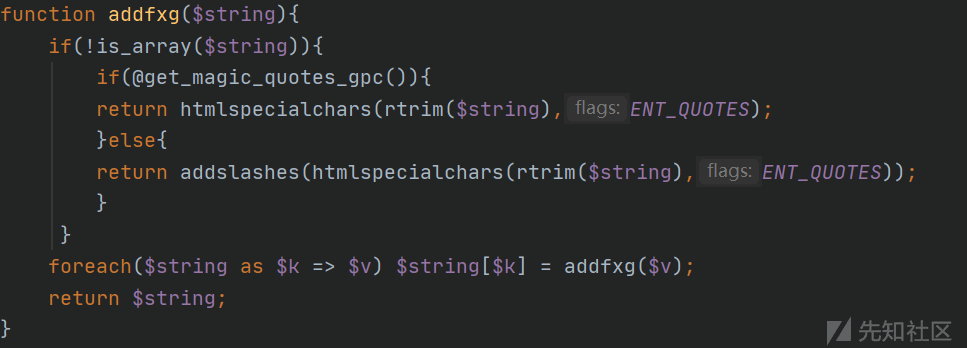 function addfxg($string){
    if(!is_array($string)){
        if(@get_magic_quotes_gpc()){
        return htmlspecialchars(rtrim($string), flags: ENT_QUOTES);
        }else{
        return addslashes(htmlspecialchars(rtrim($string), flags: ENT_QUOTES));
        }
     }
    foreach($string as $k => $v) $string[$k] = addfxg($v);
    return $string;
}
先知社区